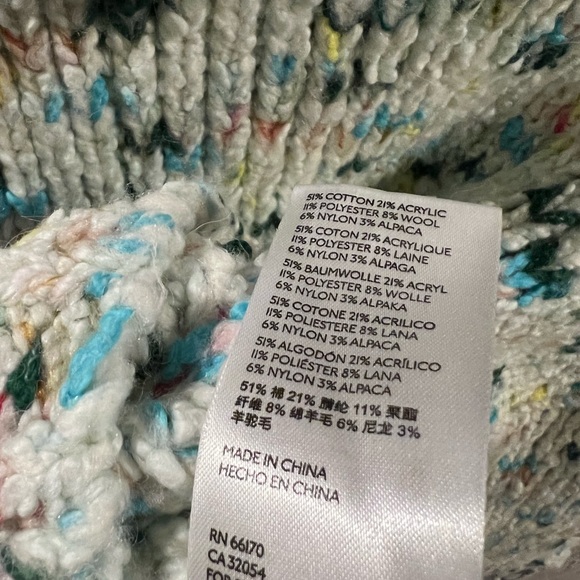 51% COTTON 21% ACRYLIC
11% POLYESTER 8% WOOL
6% NYLON 3% ALPACA
51% COTON 21% ACRYLIQUE
11% POLYESTER 8% LAINE
6% NYLON 3% ALPAGA
51% BAUMWOLLE 21% ACRYL
11% POLYESTER 8% WOLLE
6% NYLON 3% ALPAKA
51% COTONE 21% ACRILICO
11% POLIESTERE 8% LANA
6% NYLON 3% ALPACA
51% ALGODÓN 21% ACRÍLICO
11% POLIÉSTER 8% LANA
6% NYLON 3% ALPACA
51% 棉 21% 腈纶 11% 聚酯
纤维 8% 绵羊毛 6% 尼龙 3%
羊驼毛
MADE IN CHINA
HECHO EN CHINA
RN 66170
CA 32054
FOR